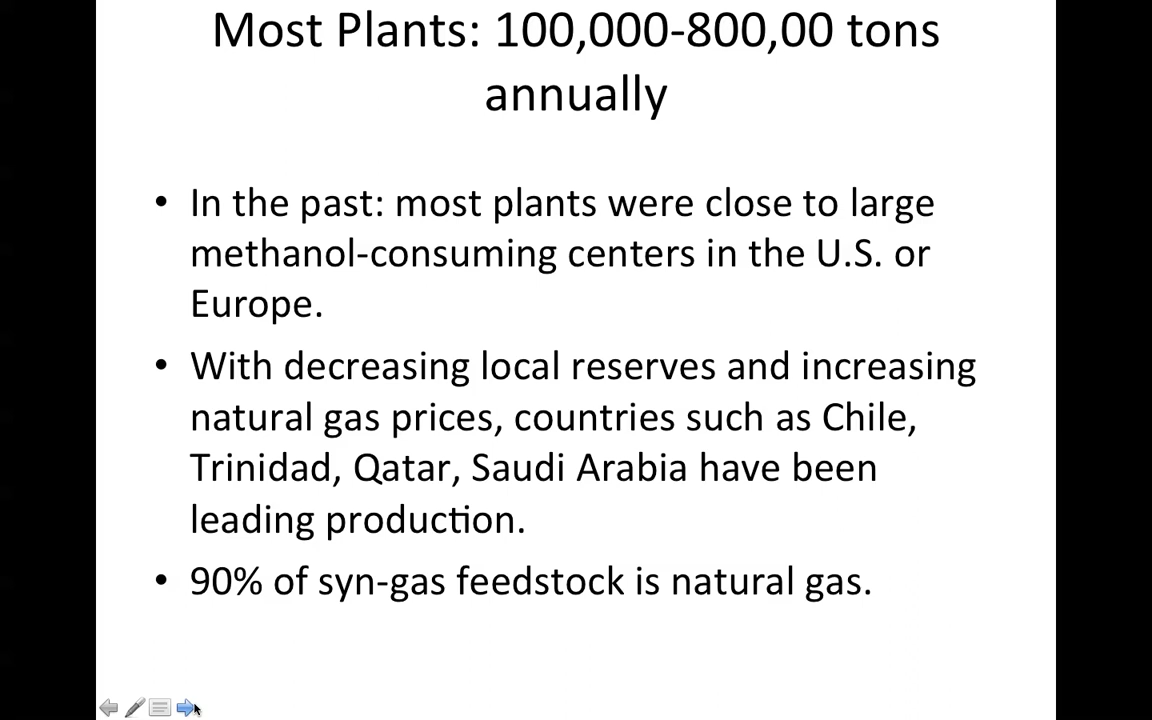 Most Plants: 100,000-800,00 tons
annually
• In the past: most plants were close to large
methanol-consuming centers in the U.S. or
Europe.
• With decreasing local reserves and increasing
natural gas prices, countries such as Chile,
Trinidad, Qatar, Saudi Arabia have been
leading production.
• 90% of syn-gas feedstock is natural gas.